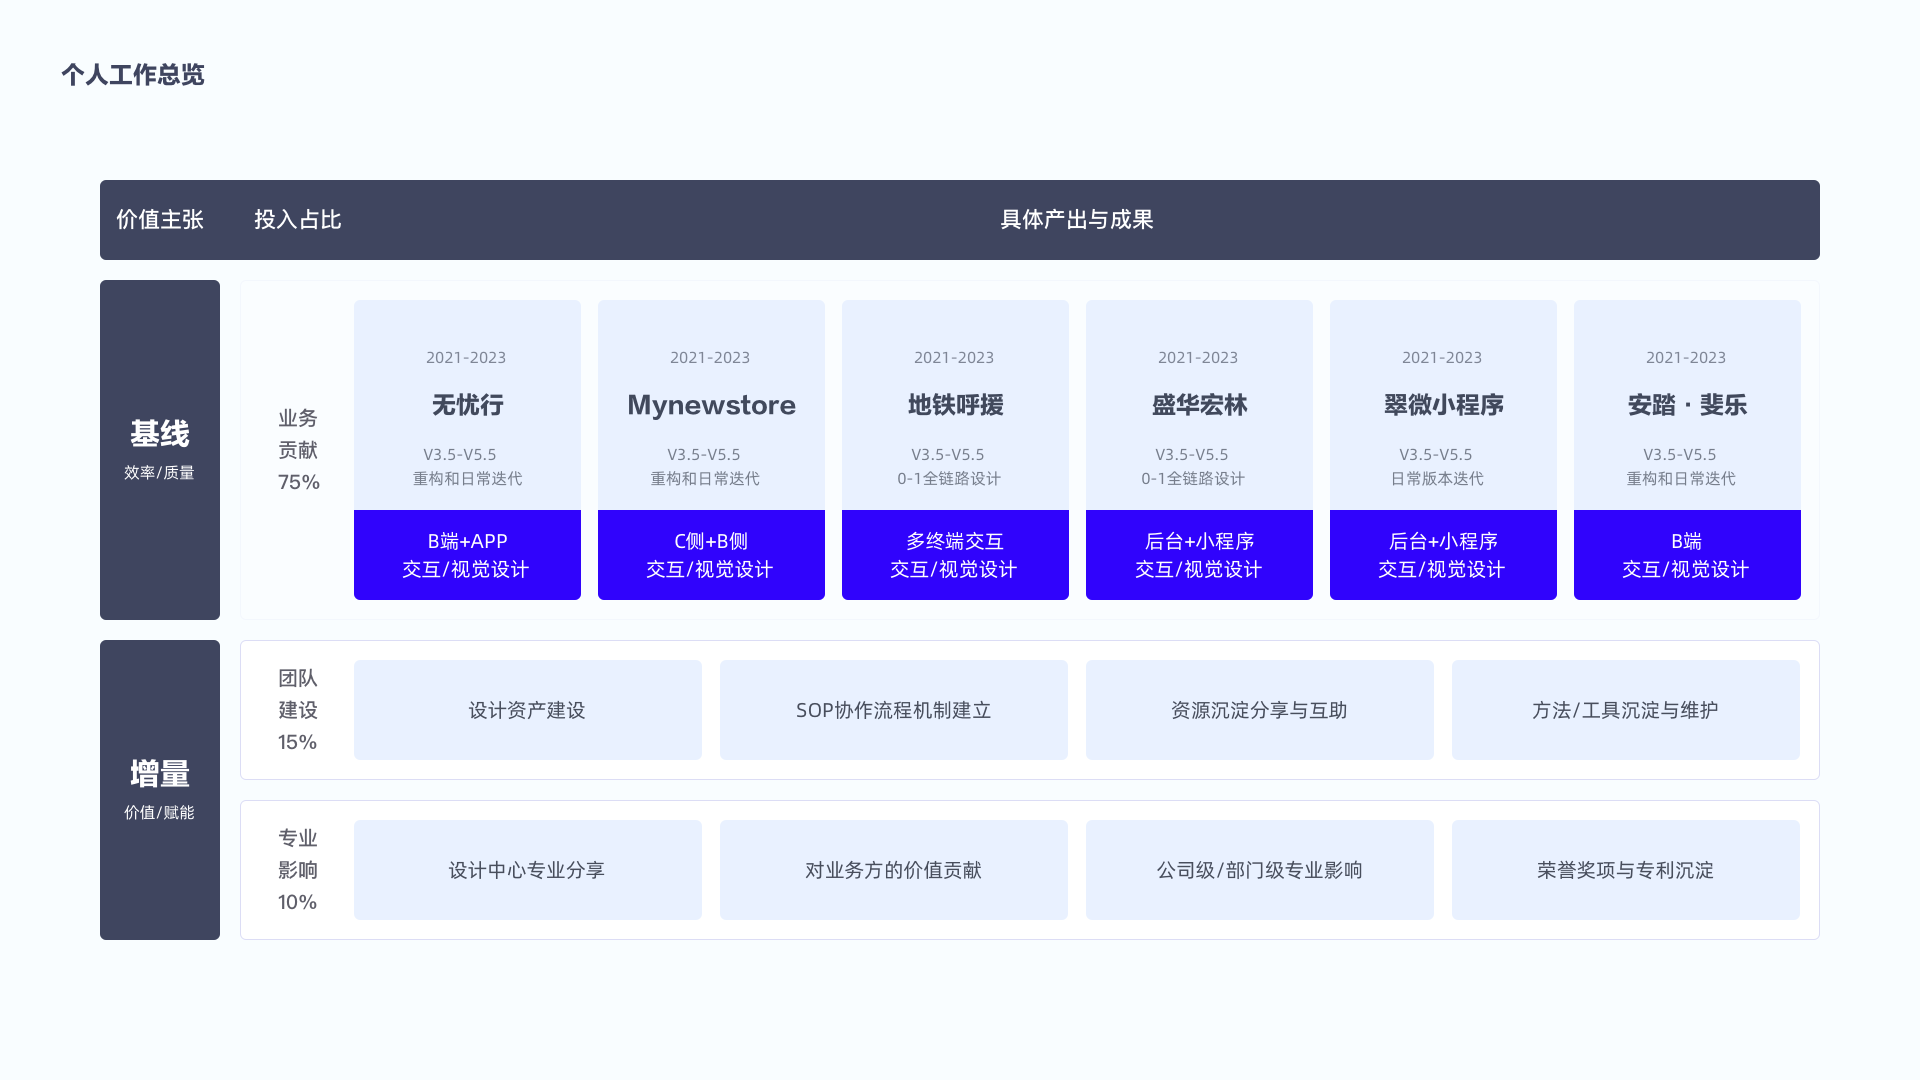 个人工作总览
价值主张
投入占比
具体产出与成果
基线
效率/质量
业务
贡献
75%
2021-2023
无忧行
V3.5-V5.5
重构和日常迭代
B端+APP
交互/视觉设计
2021-2023
Mynewstore
V3.5-V5.5
重构和日常迭代
C侧+B侧
交互/视觉设计
2021-2023
地铁呼援
V3.5-V5.5
0-1全链路设计
多终端交互
交互/视觉设计
2021-2023
盛华宏林
V3.5-V5.5
0-1全链路设计
后台+小程序
交互/视觉设计
2021-2023
翠微小程序
V3.5-V5.5
日常版本迭代
后台+小程序
交互/视觉设计
2021-2023
安踏 · 斐乐
V3.5-V5.5
重构和日常迭代
B端
交互/视觉设计
增量
价值/赋能
团队
建设
15%
设计资产建设
SOP协作流程机制建立
资源沉淀分享与互助
方法/工具沉淀与维护
专业
影响
10%
设计中心专业分享
对业务方的价值贡献
公司级/部门级专业影响
荣誉奖项与专利沉淀